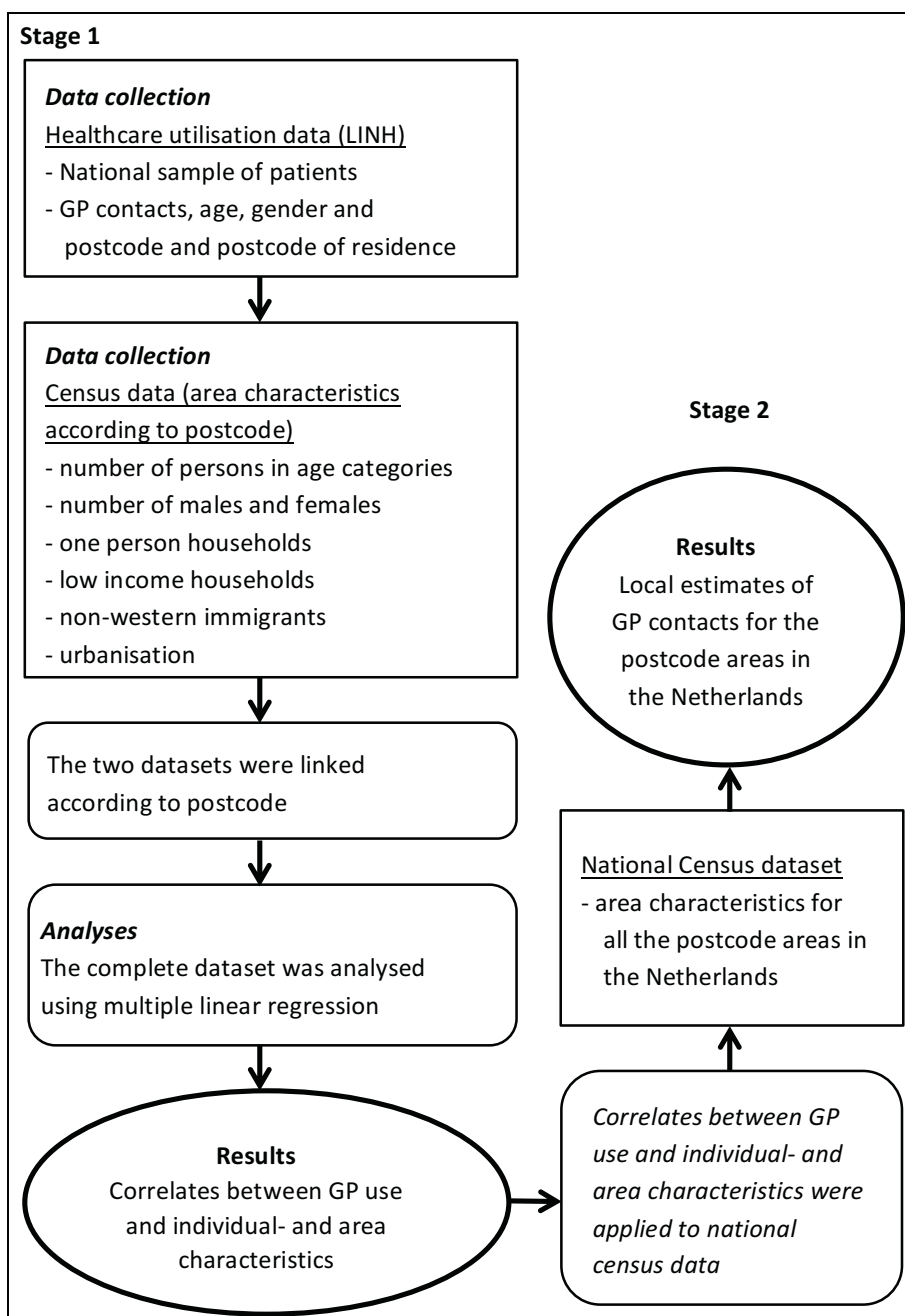 Stage 1
Data collection
Healthcare utilisation data (LINH)
- National sample of patients
- GP contacts, age, gender and
postcode and postcode of residence
Data collection
Census data (area characteristics
according to postcode)
- number of persons in age categories
- number of males and females
- one person households
- low income households
- non-western immigrants
- urbanisation
The two datasets were linked
according to postcode
Analyses
The complete dataset was analysed
using multiple linear regression
Results
Correlates between GP use
and individual- and area
characteristics
Stage 2
Correlates between GP
use and individual- and
area characteristics were
applied to national
census data
National Census dataset
- area characteristics for
all the postcode areas in
the Netherlands
Results
Local estimates of
GP contacts for the
postcode areas in
the Netherlands